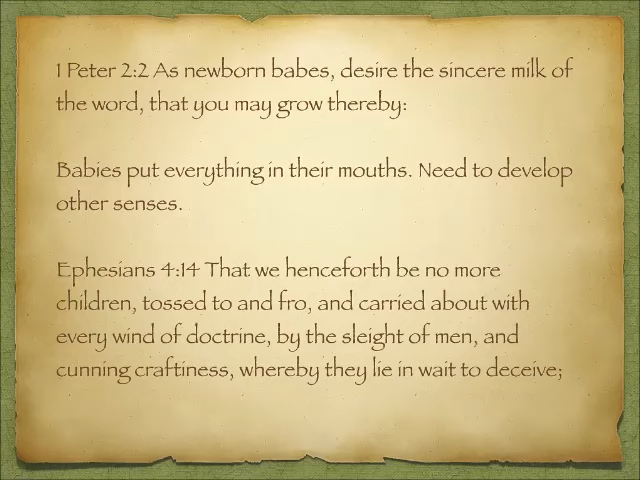 1 Peter 2:2 As newborn babes, desire the sincere milk of
the word, that you may grow thereby:
Babies put everything in their mouths. Need to develop
other senses.
Ephesians 4:14 That we henceforth be no more
children, tossed to and fro, and carried about with
every wind of doctrine, by the sleight of men, and
cunning craftiness, whereby they lie in wait to deceive;